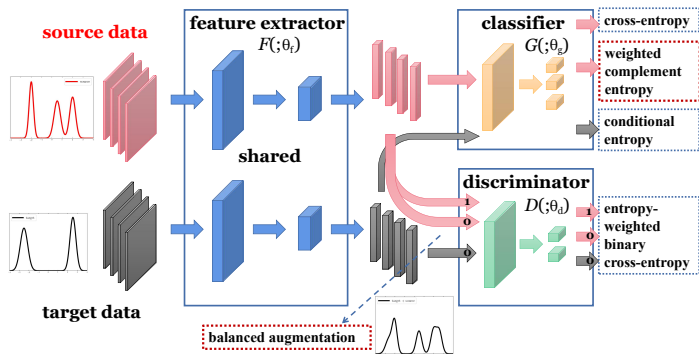 source data
feature extractor
F(;θf)
classifier
G(;θg)
cross-entropy
weighted
complement
entropy
conditional
entropy
shared
discriminator
D(;θd)
1
0
0
1
0
0
entropy-
weighted
binary
cross-entropy
target data
balanced augmentation